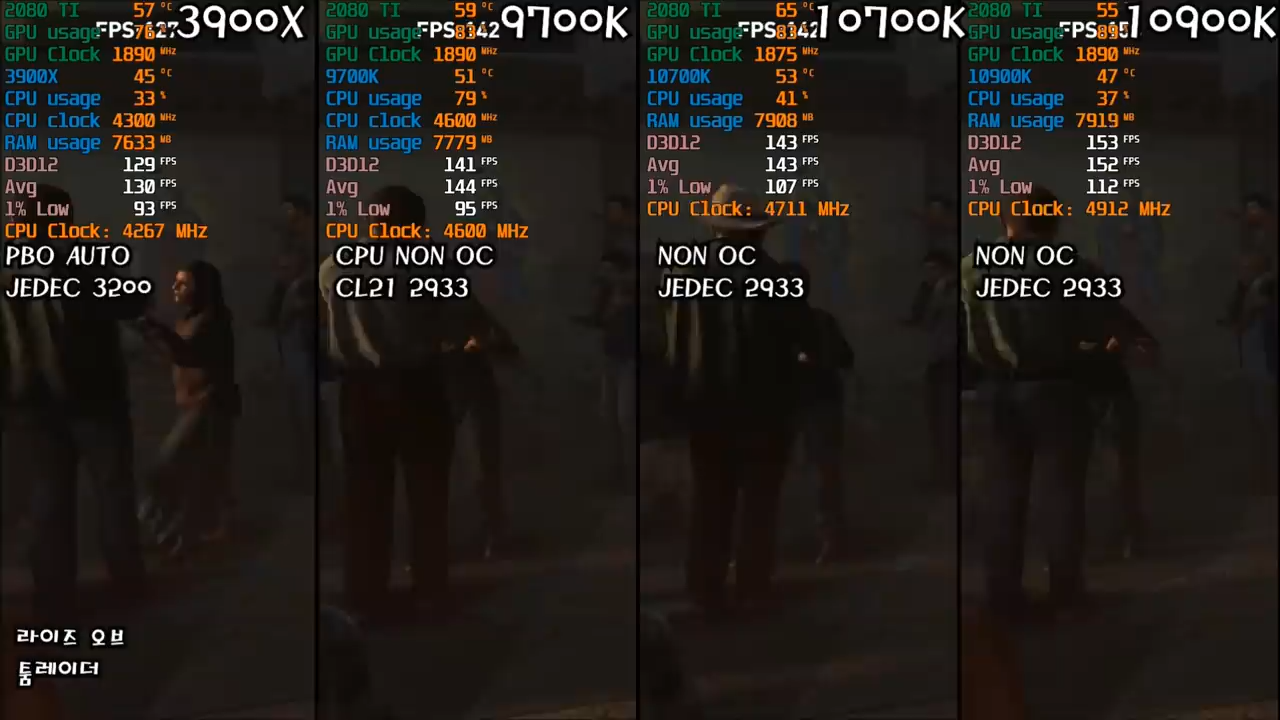 2080 TI 57 °C
GPU usage
FPS 3900X
GPU Clock 1890 MHz
3900X 45 °C
CPU usage 33 %
CPU clock 4300 MHz
RAM usage 7633 MB
D3D12 129 FPS
Avg 130 FPS
1% Low 93 FPS
CPU Clock: 4267 MHz
PBO AUTO
JEDEC 3200
2080 TI 59 °C
GPU usage 83
FPS 9700K
GPU Clock 1890 MHz
9700K 51 °C
CPU usage 79 %
CPU clock 4600 MHz
RAM usage 7779 MB
D3D12 141 FPS
Avg 144 FPS
1% Low 95 FPS
CPU Clock: 4600 MHz
CPU NON OC
CL21 2933
2080 TI 65 °C
GPU usage 83
FPS 10700K
GPU Clock 1875 MHz
10700K 53 °C
CPU usage 41 %
RAM usage 7908 MB
D3D12 143 FPS
Avg 143 FPS
1% Low 107 FPS
CPU Clock: 4711 MHz
NON OC
JEDEC 2933
2080 TI 55
GPU usage 89
FPS 10900K
GPU Clock 1890 MHz
10900K 47 °C
CPU usage 37 %
RAM usage 7919 MB
D3D12 153 FPS
Avg 152 FPS
1% Low 112 FPS
CPU Clock: 4912 MHz
NON OC
JEDEC 2933
라이즈 오브
툼레이더